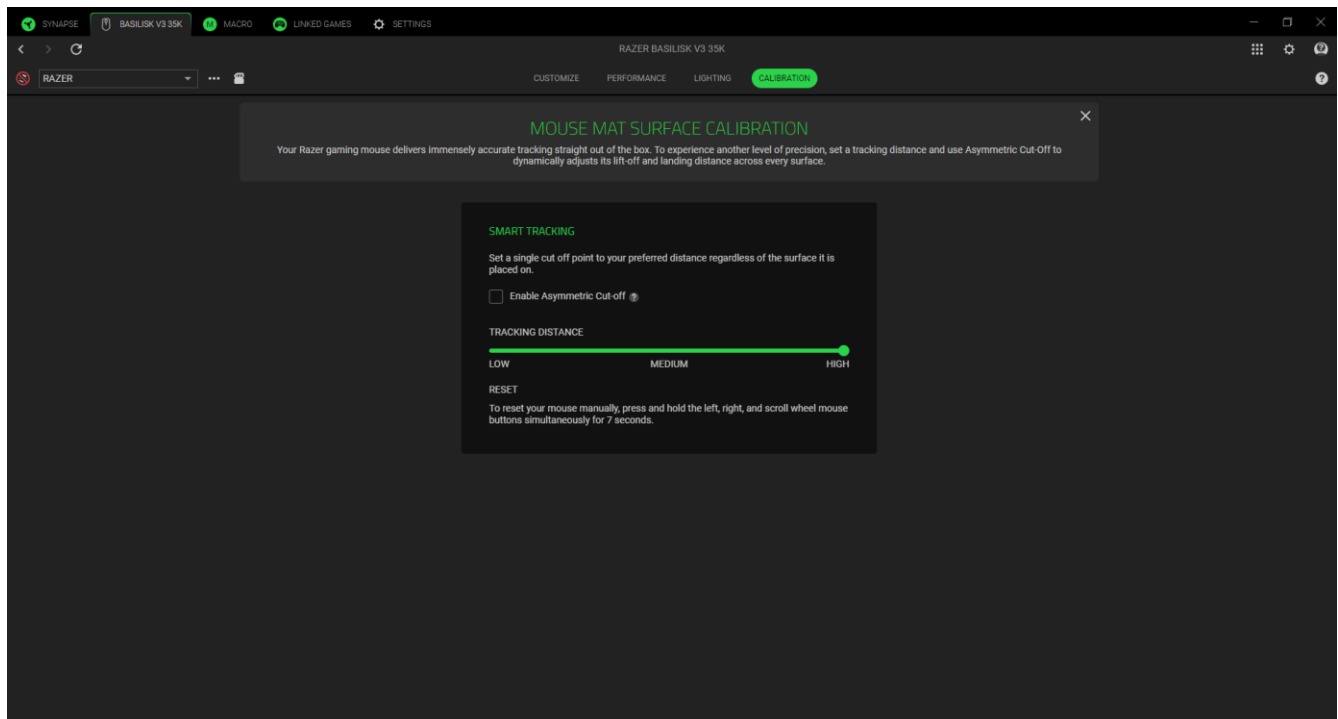 SYNAPSE BASILISK V3 35K MACRO LINKED GAMES SETTINGS
RAZER BASILISK V3 35K
RAZER CUSTOMIZE PERFORMANCE LIGHTING CALIBRATION
MOUSE MAT SURFACE CALIBRATION
Your Razer gaming mouse delivers immensely accurate tracking straight out of the box. To experience another level of precision, set a tracking distance and use Asymmetric Cut-Off to
dynamically adjusts its lift-off and landing distance across every surface.
SMART TRACKING
Set a single cut off point to your preferred distance regardless of the surface it is
placed on.
Enable Asymmetric Cut-off ?
TRACKING DISTANCE
LOW MEDIUM HIGH
RESET
To reset your mouse manually, press and hold the left, right, and scroll wheel mouse
buttons simultaneously for 7 seconds.